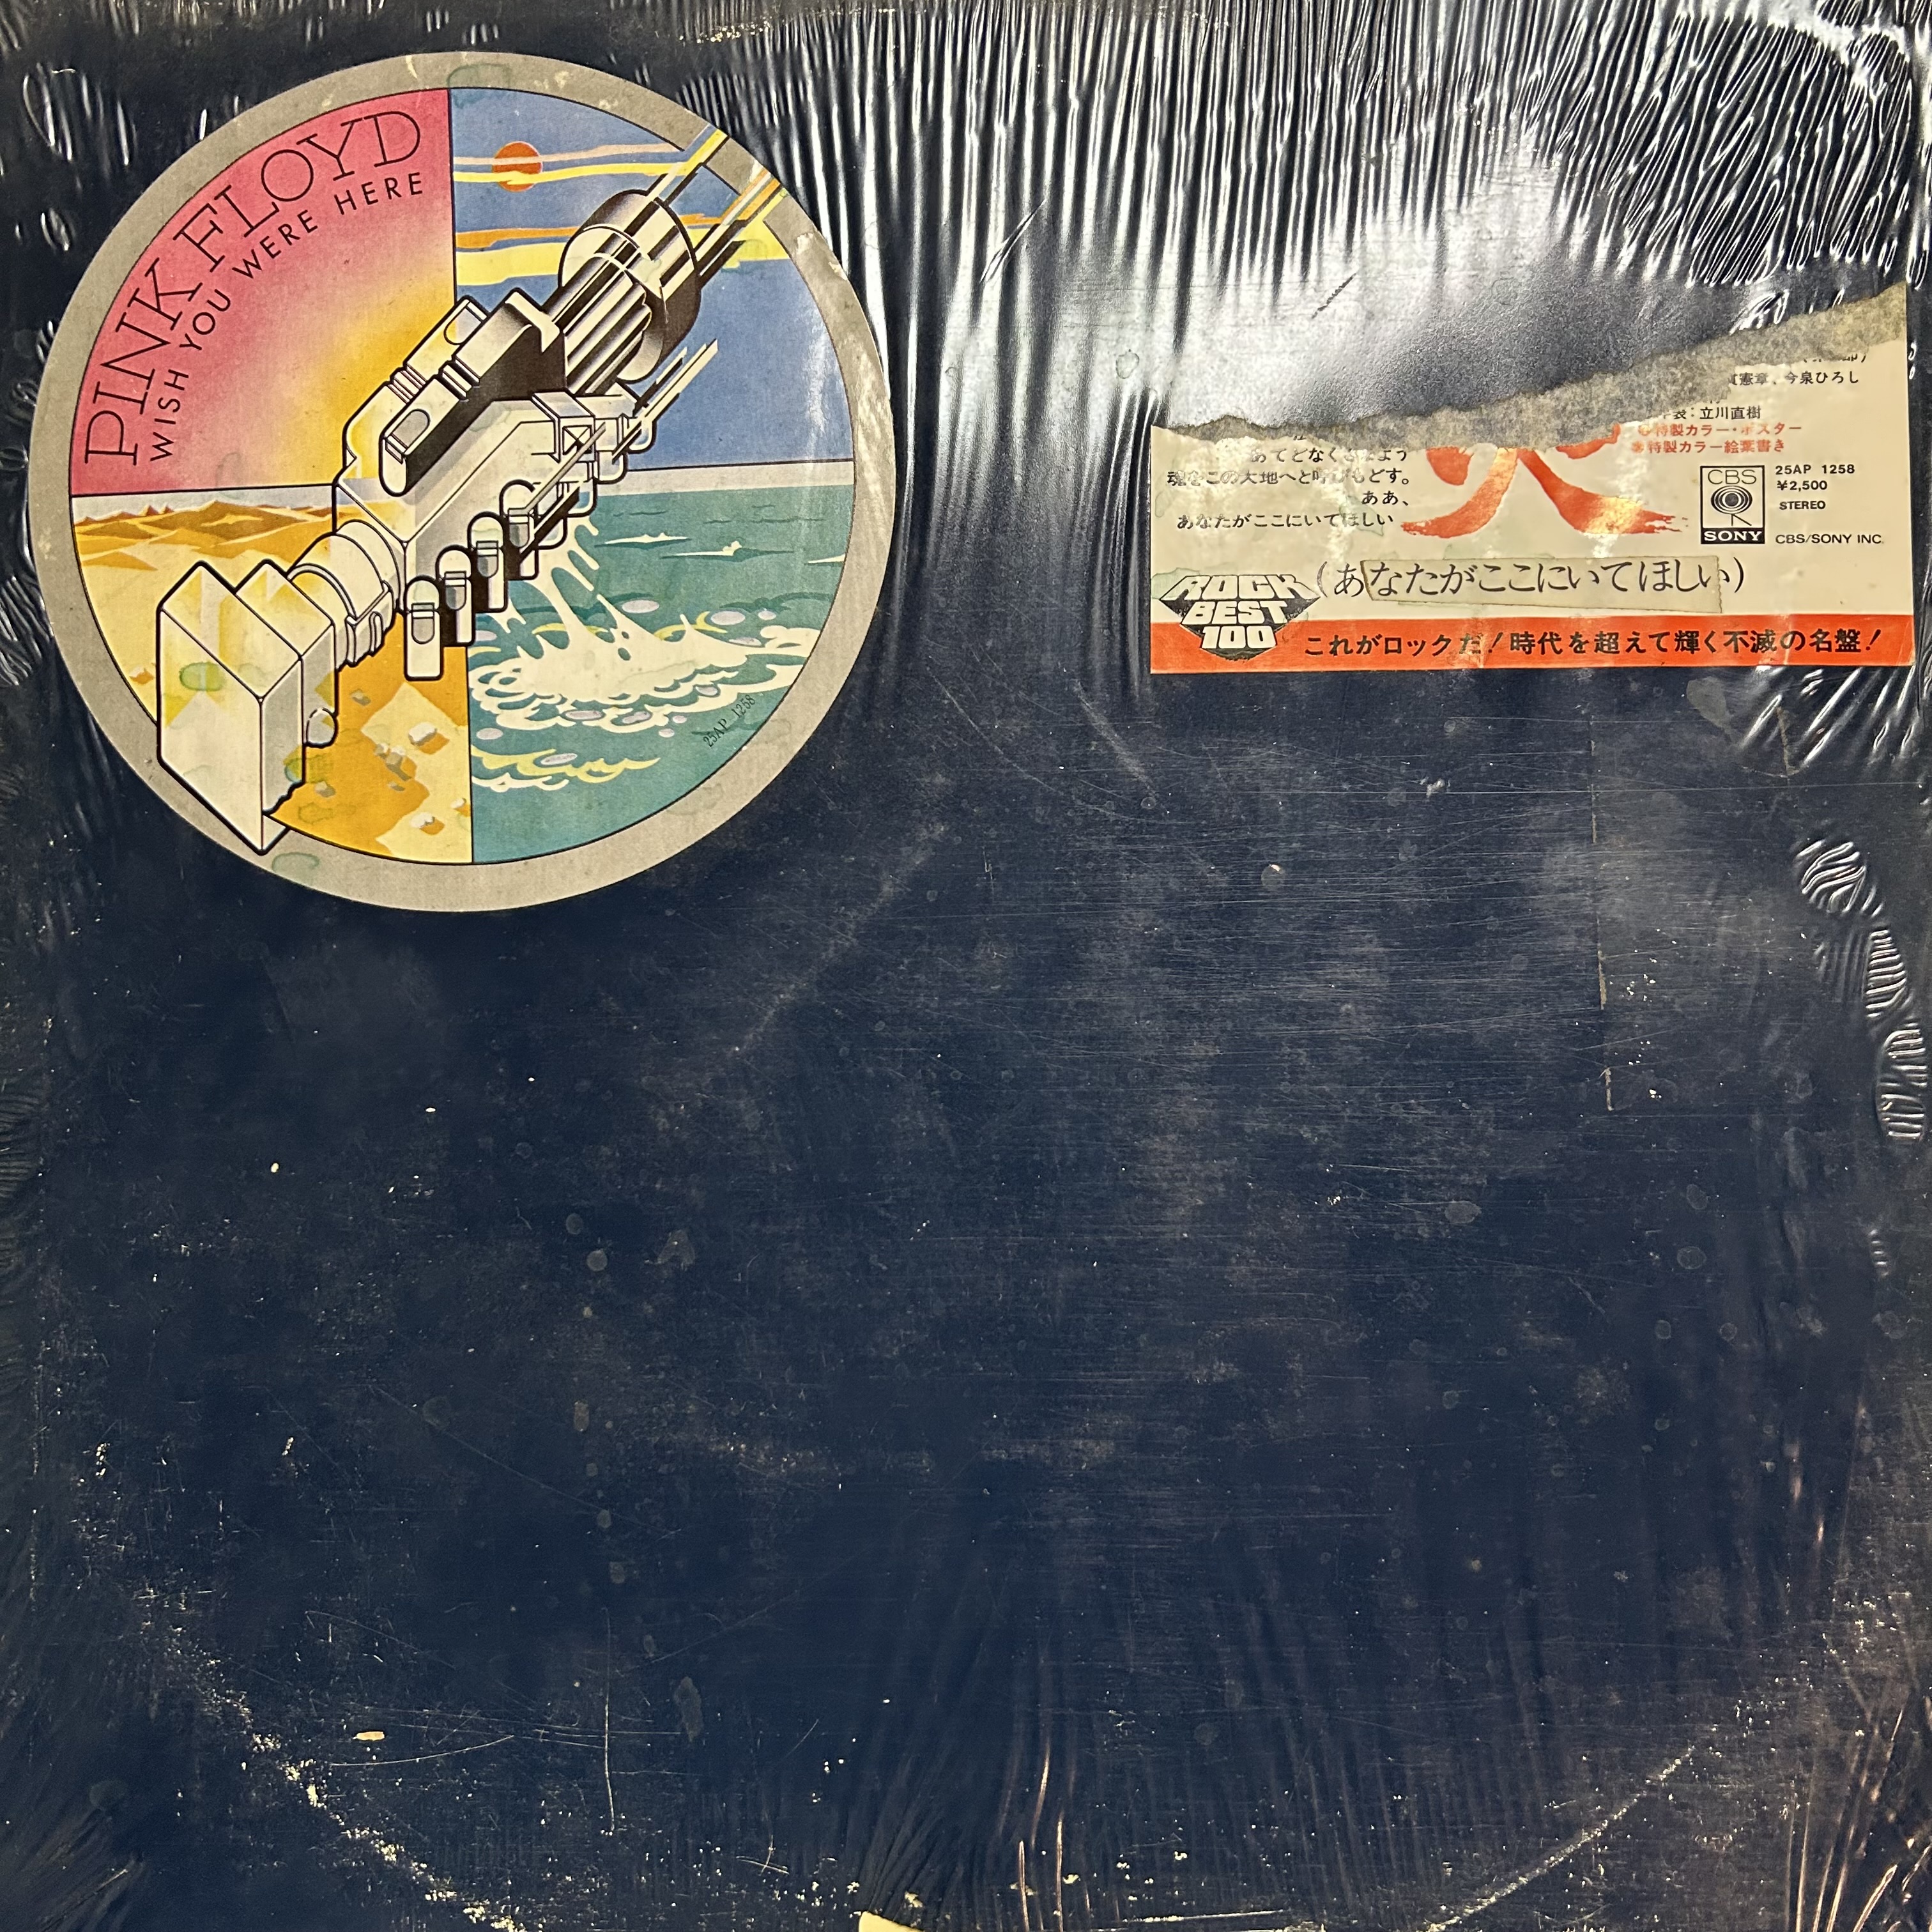 PINK FLOYD
WISH YOU WERE HERE
25AP 1258
憲章、今泉ひろし
立川直樹
特製カラー・ポスター
特製カラー絵葉書き
あてどなくさまよう
魂をこの大地へと呼びもどす。
ああ、
あなたがここにいてほしい
炎
CBS
SONY
25AP 1258
¥2,500
STEREO
CBS/SONY INC.
(あなたがここにいてほしい)
ROCK
BEST
100
これがロックだ!時代を超えて輝く不滅の名盤!